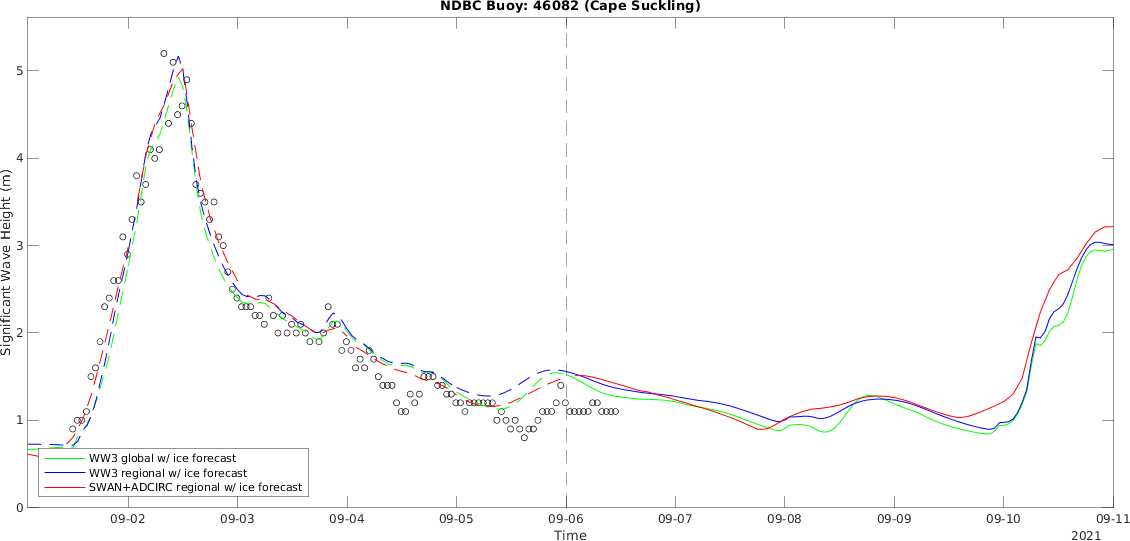 NDBC Buoy: 46082 (Cape Suckling)
Significant Wave Height (m)
5
4
3
2
1
0
WW3 global w/ ice forecast
WW3 regional w/ ice forecast
SWAN+ADCIRC regional w/ ice forecast
09-02 09-03 09-04 09-05 09-06 09-07 09-08 09-09 09-10 09-11
Time
2021